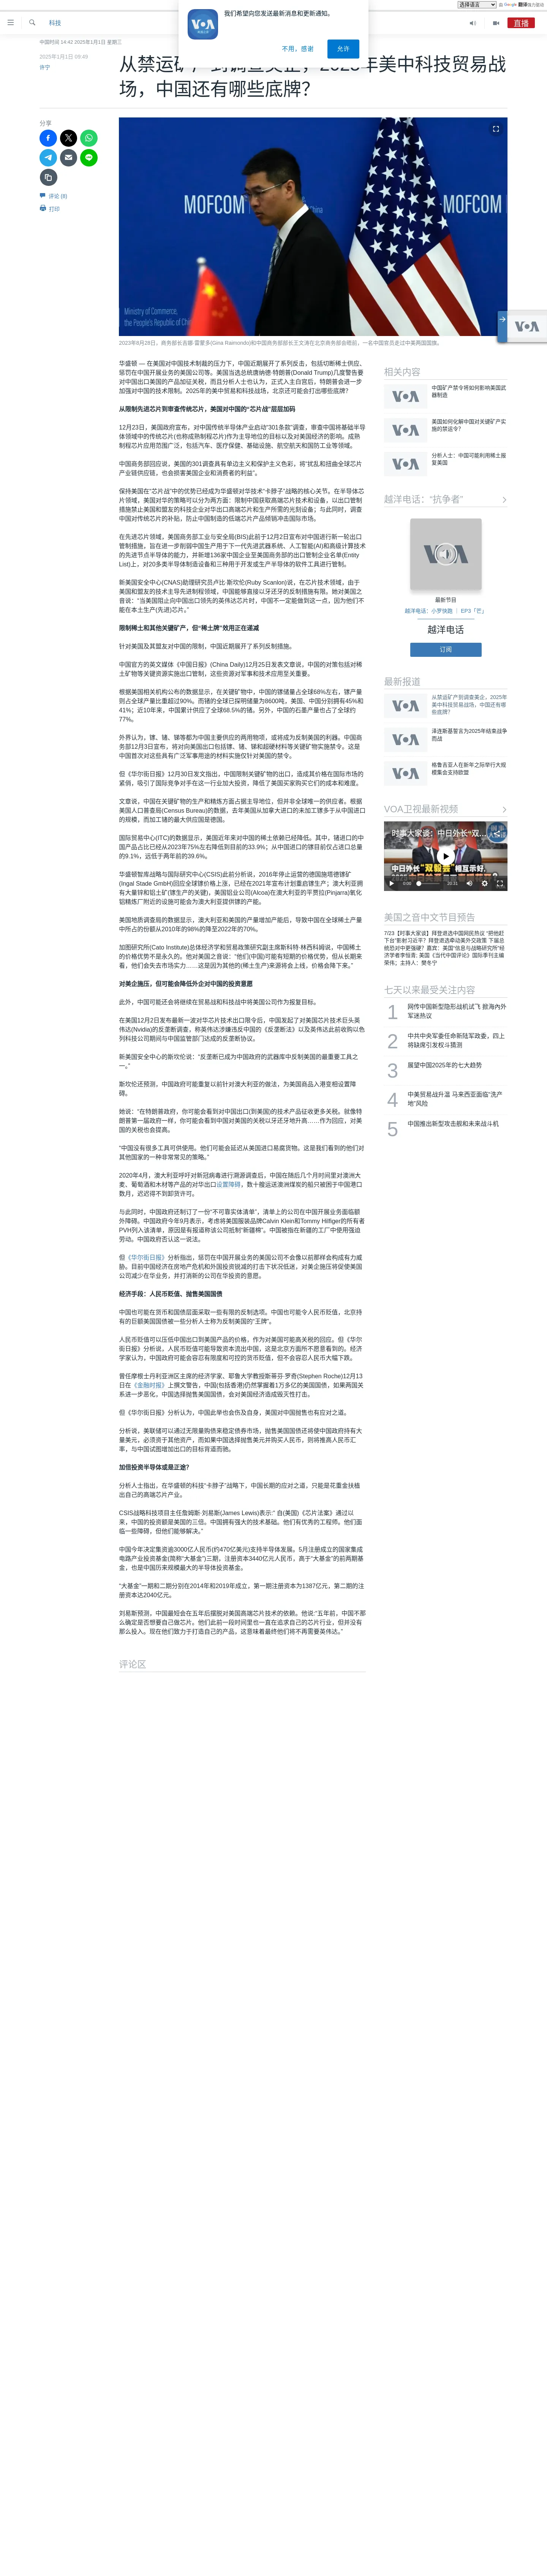 选择语言
由 Google 翻译强力驱动
科技
直播
VOA
我们希望向您发送最新消息和更新通知。
不用，感谢
允许
中国时间 14:42 2025年1月1日 星期三
2025年1月1日 09:49
许宁
场，中国还有哪些底牌？
分享
评论 (8)
打印
MOFCOM
MOFCOM
Ministry of Commerce,
the People's Republic of China
2023年8月28日，商务部长吉娜·雷蒙多(Gina Raimondo)和中国商务部部长王文涛在北京商务部会晤前，一名中国官员走过中美两国国旗。
华盛顿 — 在美国对中国技术制裁的压力下，中国近期展开了系列反击，包括切断稀土供应、
惩罚在中国开展业务的美国公司等。美国当选总统唐纳德·特朗普(Donald Trump)几度警告要
对中国出口美国的产品加征关税，而且分析人士也认为，正式入主白宫后，特朗普会进一步
加强对中国的技术限制。2025年的美中贸易和科技战场，北京还可能会打出哪些底牌?
从限制先进芯片到审查传统芯片，美国对中国的“芯片战”层层加码
12月23日，美国政府宣布，对中国传统半导体产业启动“301条款”调查，审查中国将基础半导
体领域中的传统芯片(也称成熟制程芯片)作为主导地位的目标以及对美国经济的影响。成熟
制程芯片应用范围广泛，包括汽车、医疗保健、基础设施、航空航天和国防工业等领域。
中国商务部回应说，美国的301调查具有单边主义和保护主义色彩，将“扰乱和扭曲全球芯片
产业链供应链，也会损害美国企业和消费者的利益”。
保持美国在“芯片战”中的优势已经成为华盛顿对华技术“卡脖子”战略的核心关节。在半导体芯
片领域，美国对中国的策略可以分为两方面：限制中国获取高端芯片技术和设备，以出口管制
措施禁止美国和盟友的科技企业对华出口高端芯片和生产所需的光刻设备；与此同时，调查
中国对传统芯片的补贴，防止中国制造的低端芯片产品倾销冲击国际市场。
在先进芯片领域，美国商务部工业与安全局(BIS)此前于12月2日宣布对中国进行新一轮出口
管制措施，旨在进一步削弱中国生产用于下一代先进武器系统、人工智能(AI)和高级计算技术
的先进节点半导体的能力，并新增136家中国企业至美国商务部的出口管制企业名单(Entity
List)上，对20多类半导体制造设备和三种用于开发或生产半导体的软件工具进行管制。
新美国安全中心(CNAS)助理研究员卢比·斯坎伦(Ruby Scanlon)说，在芯片技术领域，由于
美国和盟友的技术主导先进制程领域，中国能够直接以牙还牙的反制措施有限。她对美国之
音说：“当美国阻止向中国出口领先的英伟达芯片时，中国不一定能做到这一点，因为他们不
能在本土生产(先进)芯片。”
限制稀土和其他关键矿产，但“稀土牌”效用正在递减
针对美国及其盟友对中国的限制，中国近期展开了系列反制措施。
中国官方的英文媒体《中国日报》(China Daily)12月25日发表文章说，中国的对策包括对稀
土矿物等关键资源实施出口管制，这些资源对军事和技术应用至关重要。
根据美国相关机构公布的数据显示，在关键矿物中，中国的镓储量占全球68%左右，镓产量
则占全球产量比重超过90%。而锗的全球已探明储量为8600吨，美国、中国分别拥有45%和
41%；近10年来，中国累计供应了全球68.5%的锗。另外，中国的石墨产量也占了全球约
77%。
外界认为，镓、锗、锑等都为中国主要供应的两用物项，或将成为反制美国的利器。中国商
务部12月3日宣布，将对向美国出口包括镓、锗、锑和超硬材料等关键矿物实施禁令。这是
中国首次对这些具有广泛军事用途的材料实施仅针对美国的禁令。
但《华尔街日报》12月30日发文指出，中国限制关键矿物的出口，造成其价格在国际市场的
紧俏，吸引了国际竞争对手在这一行业加大投资，降低了美国买家购买它们的成本和难度。
文章说，中国在关键矿物的生产和精炼方面占据主导地位，但并非全球唯一的供应者。根据
美国人口普查局(Census Bureau)的数据，去年美国从加拿大进口的未加工镓多于从中国进口
的规模，而加工锗的最大供应国是德国。
国际贸易中心(ITC)的数据显示，美国近年来对中国的稀土依赖已经降低。其中，锗进口的中
国产品占比已经从2023年75%左右降低到目前的33.9%；从中国进口的镓目前仅占进口总量
的9.1%，远低于两年前的39.6%。
华盛顿智库战略与国际研究中心(CSIS)此前分析说，2016年停止运营的德国施塔德镓矿
(Ingal Stade GmbH)回应全球镓价格上涨，已经在2021年宣布计划重启镓生产；澳大利亚拥
有大量锌和铝土矿(镓生产矿物)，美国铝业公司(Alcoa)在澳大利亚的平贾拉(Pinjarra)氧化
铝精炼厂附近的设施可能会为澳大利亚提供镓的产能。
美国地质调查局的数据显示，澳大利亚和美国的产量增加产能后，导致中国在全球稀土产量
中所占的份额从2010年的98%的降至2022年的70%。
加图研究所(Cato Institute)总体经济学和贸易政策研究副主席斯科特·林西科姆说，中国稀土
的价格优势不是永久的。他对美国之音说：“他们(中国)可能有短期的价格优势，但从长期来
看，他们会失去市场实力……这是因为其他的(稀土生产)来源将会上线，价格会降下来。”
对美企施压，但可能会降低外企对中国的投资意愿
此外，中国可能还会将继续在贸易战和科技战中将美国公司作为报复目标。
在美国12月2日发布最新一波对华芯片技术出口限令后，中国发起了对美国芯片技术巨头英
伟达(Nvidia)的反垄断调查，称英伟达涉嫌违反中国的《反垄断法》以及英伟达此前收购以色
列科技公司期间与中国监管部门达成的反垄断协议。
新美国安全中心的斯坎伦说：“反垄断已成为中国政府的武器库中反制美国的最重要工具之
一。”
斯坎伦还预测，中国政府可能重复以前针对澳大利亚的做法，为美国商品入港变相设置障
碍。
她说：“在特朗普政府，你可能会看到对中国出口(到美国)的技术产品征收更多关税。就像特
朗普第一届政府一样，你可能会看到中国对美国的关税以牙还牙地升高……作为回应，对美
国的关税也会提高。
“中国没有很多工具可供使用。他们可能会延迟从美国进口易腐货物。这是我们看到的他们对
其他国家的一种非常常见的策略。”
2020年4月，澳大利亚呼吁对新冠病毒进行溯源调查后，中国在随后几个月时间里对澳洲大
麦、葡萄酒和木材等产品的对华出口设置障碍，数十艘运送澳洲煤炭的船只被困于中国港口
数月，迟迟得不到卸货许可。
与此同时，中国政府还制订了一份“不可靠实体清单”，清单上的公司在中国开展业务面临额
外障碍。中国政府今年9月表示，考虑将美国服装品牌Calvin Klein和Tommy Hilfiger的所有者
PVH列入该清单，原因是有报道称该公司抵制“新疆棉”。中国被指在不可靠的工厂中使用强迫
劳动。中国政府否认这一说法。
但《华尔街日报》分析指出，惩罚在中国开展业务的美国公司不会像以前那样会构成有力威
胁。目前中国经济在房地产危机和外国投资锐减的打击下状况低迷，对美企施压将促使美国
公司减少在华业务，并打消新的公司在华投资的意愿。
经济手段：人民币贬值、抛售美国国债
中国也可能在货币和国债层面采取一些有限的反制选项。中国也可能令人民币贬值，北京持
有的巨额美国国债被一些分析人士称为反制美国的“王牌”。
人民币贬值可以压低中国出口到美国产品的价格，作为对美国可能高关税的回应。但《华尔
街日报》分析说，人民币贬值可能导致资本流出中国，这是北京方面所不愿意看到的。经济
学家认为，中国政府可能会容忍有限度和可控的货币贬值，但不会容忍人民币大幅下跌。
曾任摩根士丹利亚洲区主席的经济学家、耶鲁大学教授斯蒂芬·罗奇(Stephen Roche)12月13
日在《金融时报》上撰文警告，中国(包括香港)仍然掌握着1万多亿的美国国债，如果两国关
系进一步恶化，中国选择抛售美国国债，会对美国经济造成毁灭性打击。
但《华尔街日报》分析认为，中国此举也会伤及自身，美国对中国抛售也有应对之道。
分析说，美联储可以通过无限量购债来稳定债券市场，抛售美国国债还将使中国政府持有大
量美元，必须资于其他资产，而如果中国选择抛售美元并购买人民币，则将推高人民币汇
率，与中国试图增加出口的目标背道而驰。
加倍投资半导体或是正途?
分析人士指出，在华盛顿的科技“卡脖子”战略下，中国长期的应对之道，只能是花重金扶植
出自己的高端芯片产业。
CSIS战略科技项目主任詹姆斯·刘易斯(James Lewis)表示:“ 自(美国)《芯片法案》通过以
来，中国的投资额是美国的三倍。中国拥有强大的技术基础。他们有优秀的工程师。他们面
临一些障碍，但他们能够解决。”
中国今年决定集资逾3000亿人民币(约470亿美元)支持半导体发展。5月注册成立的国家集成
电路产业投资基金(简称“大基金”)三期，注册资本3440亿元人民币，高于“大基金”的前两期基
金，也是中国历来规模最大的半导体投资基金。
“大基金”一期和二期分别在2014年和2019年成立，第一期注册资本为1387亿元，第二期的注
册资本达2040亿元。
刘易斯预测，中国最短会在五年后摆脱对美国高端芯片技术的依赖。他说:“五年前，中国不那
么确定是否想要自己做芯片，他们此前一段时间里也一直在追求自己的芯片行业，但并没有
那么投入。现在他们致力于打造自己的产品，这意味着最终他们将不再需要英伟达。”
评论区
相关内容
VOA
中国矿产禁令将如何影响美国武
器制造
VOA
美国如何化解中国对关键矿产实
施的禁运令？
VOA
分析人士：中国可能利用稀土报
复美国
越洋电话：“抗争者”
VOA
最新节目
越洋电话：小梦独跑 ｜ EP3「芒」
越洋电话
订阅
最新报道
VOA
从禁运矿产到调查美企，2025年
美中科技贸易战场，中国还有哪
些底牌？
VOA
泽连斯基誓言为2025年结束战争
而战
VOA
格鲁吉亚人在新年之际举行大规
模集会支持欧盟
VOA卫视最新视频
时事大家谈：中日外长“双...
中日外长“双毅会”相互示好,
0:00
20:31
美国之音中文节目预告
7/23【时事大家谈】拜登退选中国网民热议 “把他赶
下台”影射习近平？ 拜登退选牵动美外交政策 下届总
统恐对中更强硬？ 嘉宾：美国“信息与战略研究所”经
济学者李恒青; 美国《当代中国评论》国际季刊主编
荣伟；主持人：樊冬宁
七天以来最受关注内容
1
网传中国新型隐形战机试飞 掀海内外
军迷热议
2
中共中央军委任命新陆军政委，四上
将缺席引发权斗猜测
3
展望中国2025年的七大趋势
4
中美贸易战升温 马来西亚面临“洗产
地”风险
5
中国推出新型攻击舰和未来战斗机
VOA